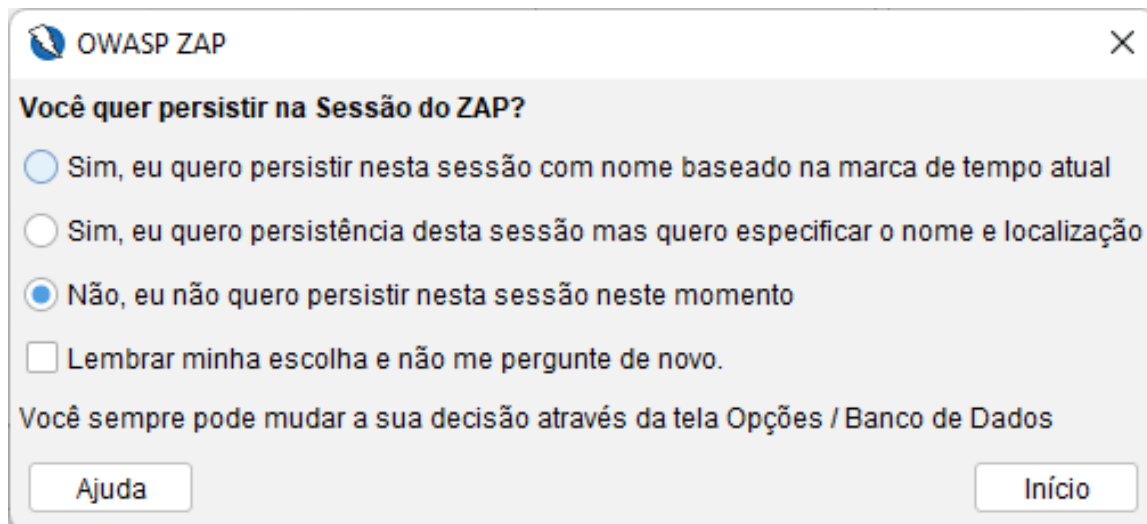 OWASP ZAP
Você quer persistir na Sessão do ZAP?
Sim, eu quero persistir nesta sessão com nome baseado na marca de tempo atual
Sim, eu quero persistência desta sessão mas quero especificar o nome e localização
Não, eu não quero persistir nesta sessão neste momento
Lembrar minha escolha e não me pergunte de novo.
Você sempre pode mudar a sua decisão através da tela Opções / Banco de Dados
Ajuda
Início